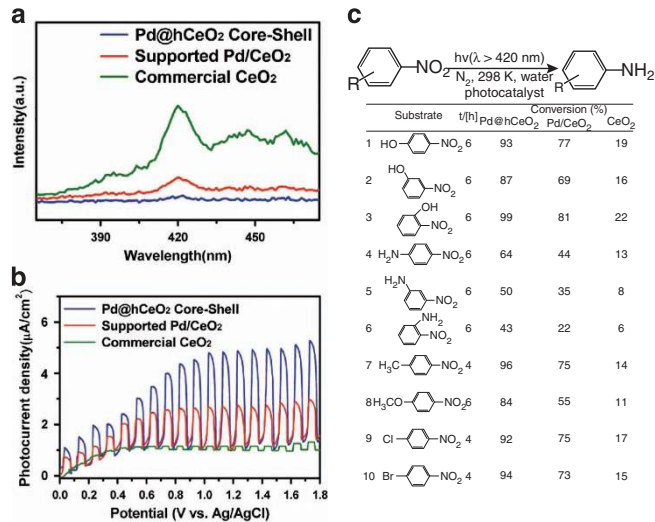 a
Pd@hCeO₂ Core-Shell
Supported Pd/CeO₂
Commercial CeO₂
Intensity(a.u.)
390 420 450
Wavelength(nm)
b
Pd@hCeO₂ Core-Shell
Supported Pd/CeO₂
Commercial CeO₂
Photocurrent density(μA/cm²)
6
4
2
0
0.0 0.2 0.4 0.6 0.8 1.0 1.2 1.4 1.6 1.8
Potential (V vs. Ag/AgCl)
c
R NO₂ hv(λ > 420 nm) NH₂ R
N₂, 298 K, water
photocatalyst
Conversion (%)
Substrate t/[h] Pd@hCeO₂ Pd/CeO₂ CeO₂
1 HO NO₂ 6 93 77 19
2 HO NO₂ 6 87 69 16
3 OH NO₂ 6 99 81 22
4 H₂N NO₂ 6 64 44 13
5 H₂N NO₂ 6 50 35 8
6 NH₂ NO₂ 6 43 22 6
7 H₃C NO₂ 4 96 75 14
8 H₃CO NO₂ 6 84 55 11
9 Cl NO₂ 4 92 75 17
10 Br NO₂ 4 94 73 15